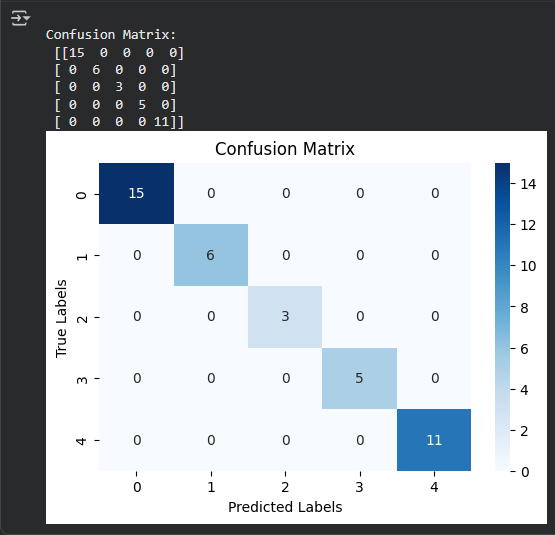 Confusion Matrix:
[[15 0 0 0 0]
[ 0 6 0 0 0]
[ 0 0 3 0 0]
[ 0 0 0 5 0]
[ 0 0 0 0 11]]
Confusion Matrix
0 15 0 0 0 0
1 0 6 0 0 0
2 0 0 3 0 0
3 0 0 0 5 0
4 0 0 0 0 11
0 1 2 3 4
True Labels
Predicted Labels
14
12
10
8
6
4
2
0